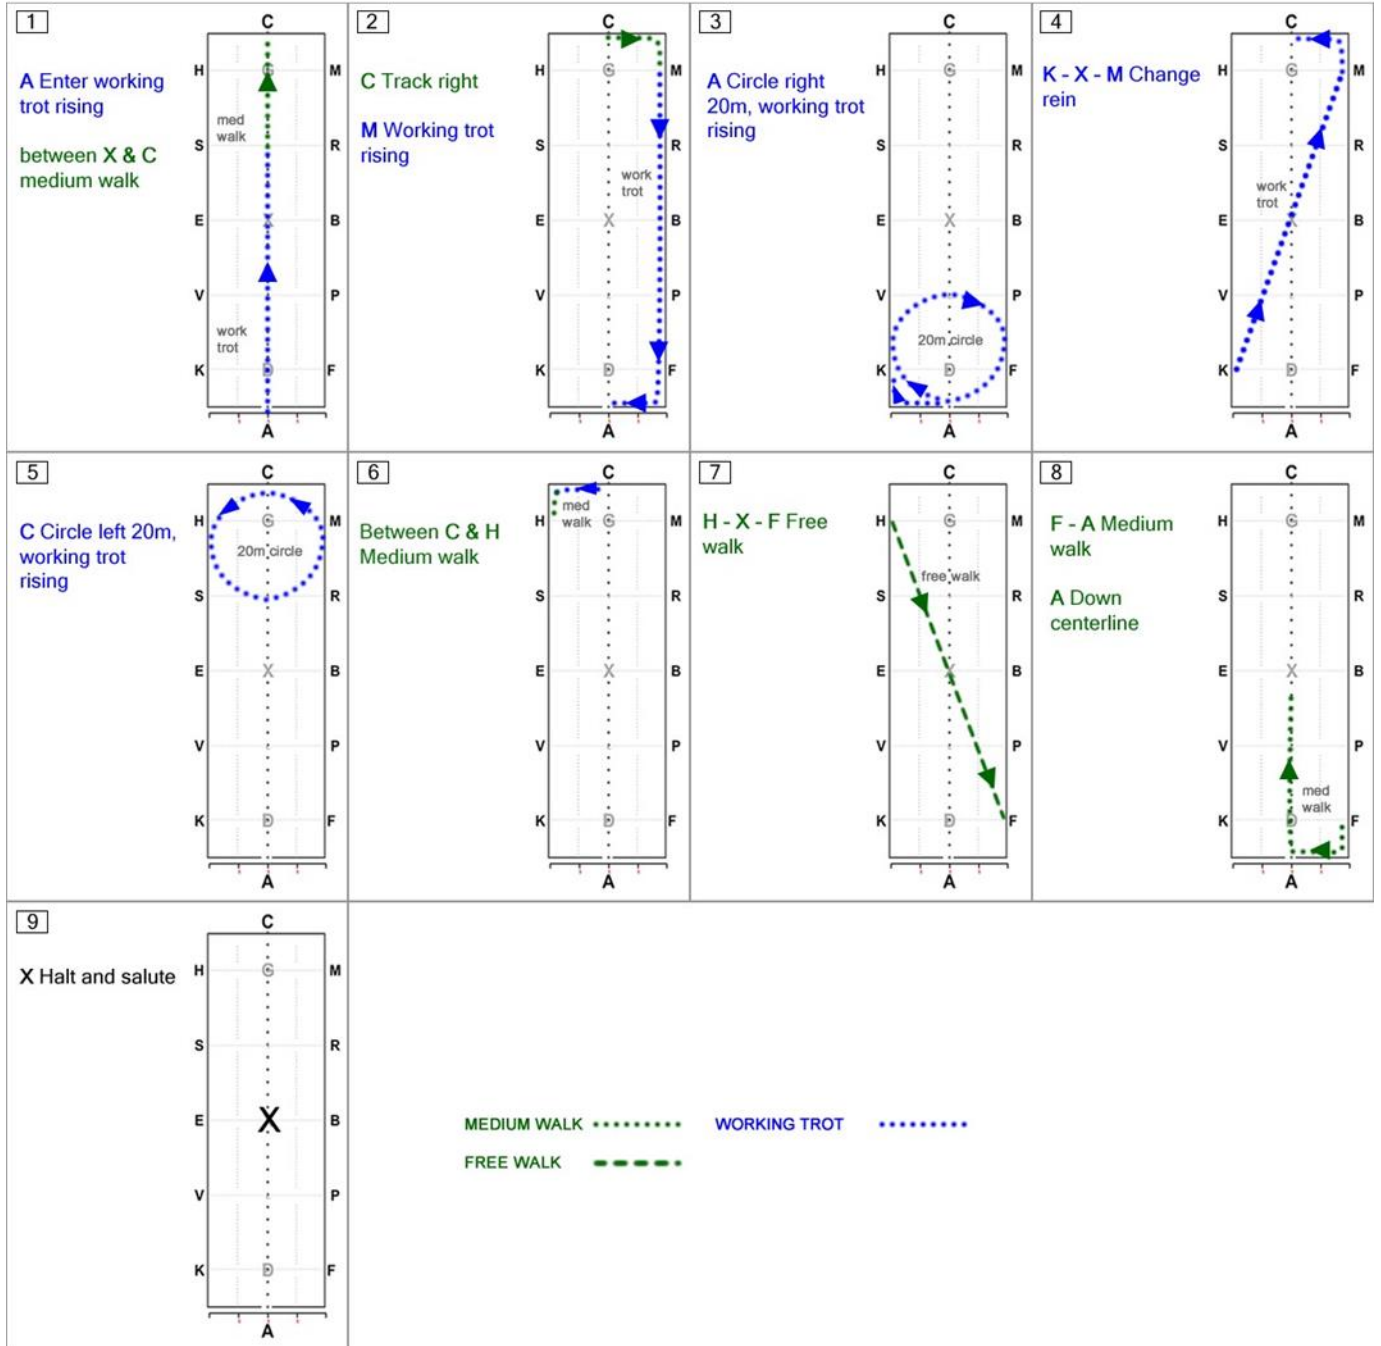 1
A Enter working
trot rising
between X & C
medium walk
C
H G M
med
walk
S R
E X B
V P
work
trot
K D F
A
2
C Track right
M Working trot
rising
C
H G M
S R
work
trot
E X B
V P
K D F
A
3
A Circle right
20m, working trot
rising
C
H G M
S R
E X B
V P
20m circle
K D F
A
4
K - X - M Change
rein
C
H G M
S R
work
trot
E X B
V P
K D F
A
5
C Circle left 20m,
working trot
rising
C
H G M
20m circle
S R
E X B
V P
K D F
A
6
Between C & H
Medium walk
C
med
walk
H G M
S R
E X B
V P
K D F
A
7
H - X - F Free
walk
C
H G M
free walk
S R
E X B
V P
K D F
A
8
F - A Medium
walk
A Down
centerline
C
H G M
S R
E X B
V P
med
walk
K D F
A
9
X Halt and salute
C
H G M
S R
E X B
V P
K D F
A
MEDIUM WALK
WORKING TROT
FREE WALK